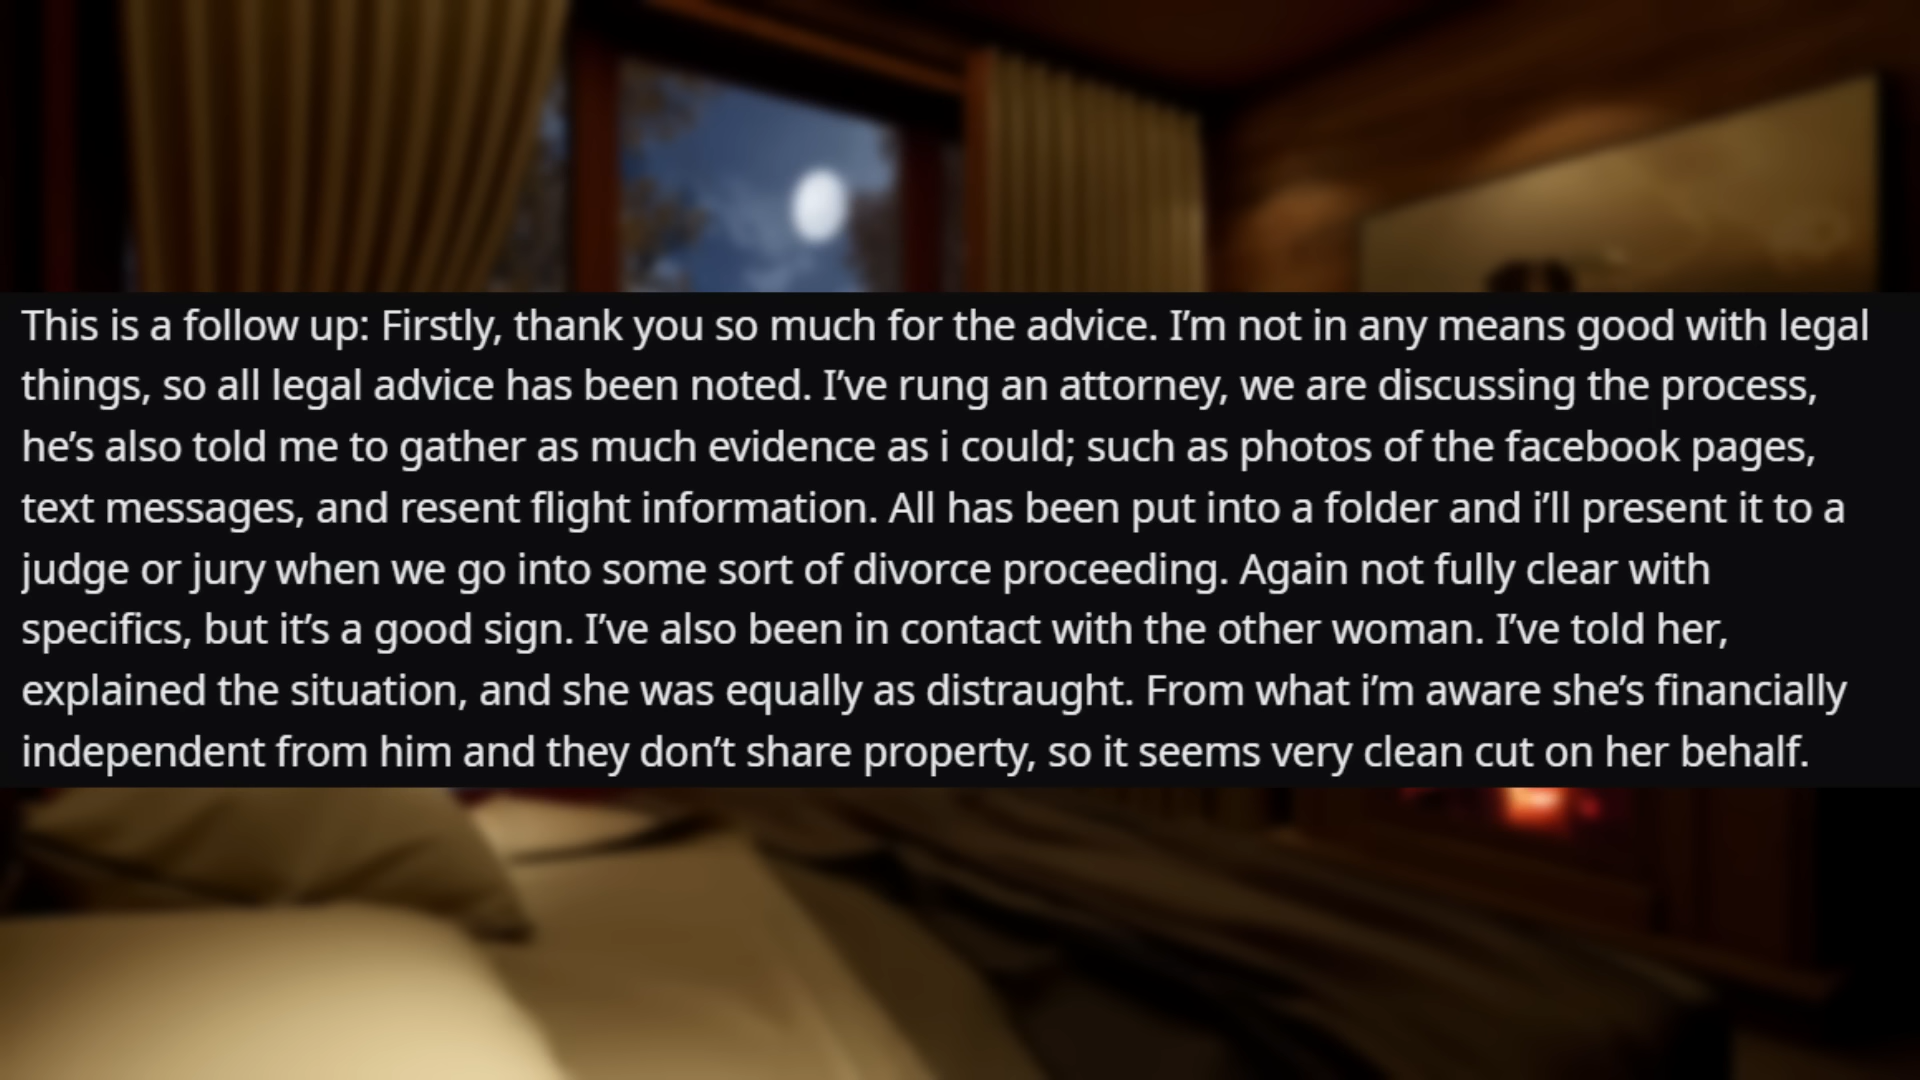 This is a follow up: Firstly, thank you so much for the advice. I’m not in any means good with legal
things, so all legal advice has been noted. I’ve rung an attorney, we are discussing the process,
he’s also told me to gather as much evidence as i could; such as photos of the facebook pages,
text messages, and resent flight information. All has been put into a folder and i’ll present it to a
judge or jury when we go into some sort of divorce proceeding. Again not fully clear with
specifics, but it’s a good sign. I’ve also been in contact with the other woman. I’ve told her,
explained the situation, and she was equally as distraught. From what i’m aware she’s financially
independent from him and they don’t share property, so it seems very clean cut on her behalf.